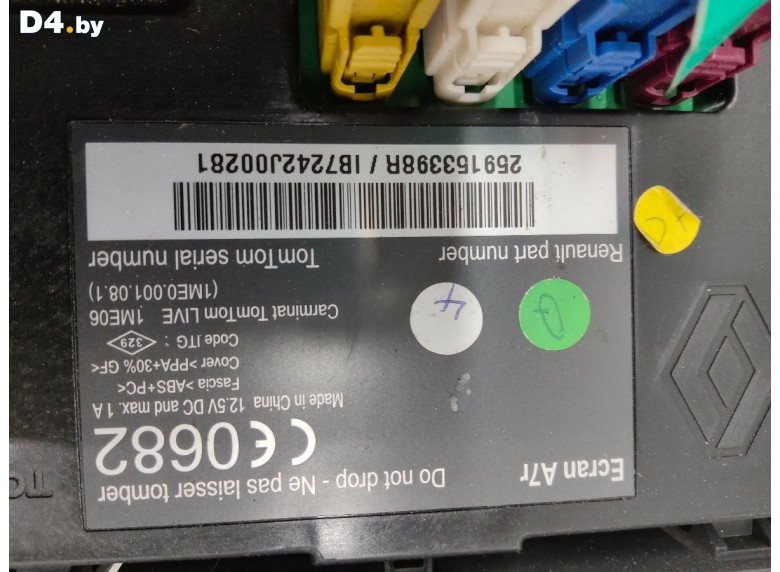 D4.by
Ecran A7r
Do not drop - Ne pas laisser tomber
CE0682
Made in China 12.5V DC and max. 1 A
Fascia >ABS+PC<
Cover >PPA+30% GF<
Code ITG : 329
Carminat TomTom LIVE 1ME06
(1ME0.001.08.1)
Renault part number
TomTom serial number
259153398R / IB7242J00281
4